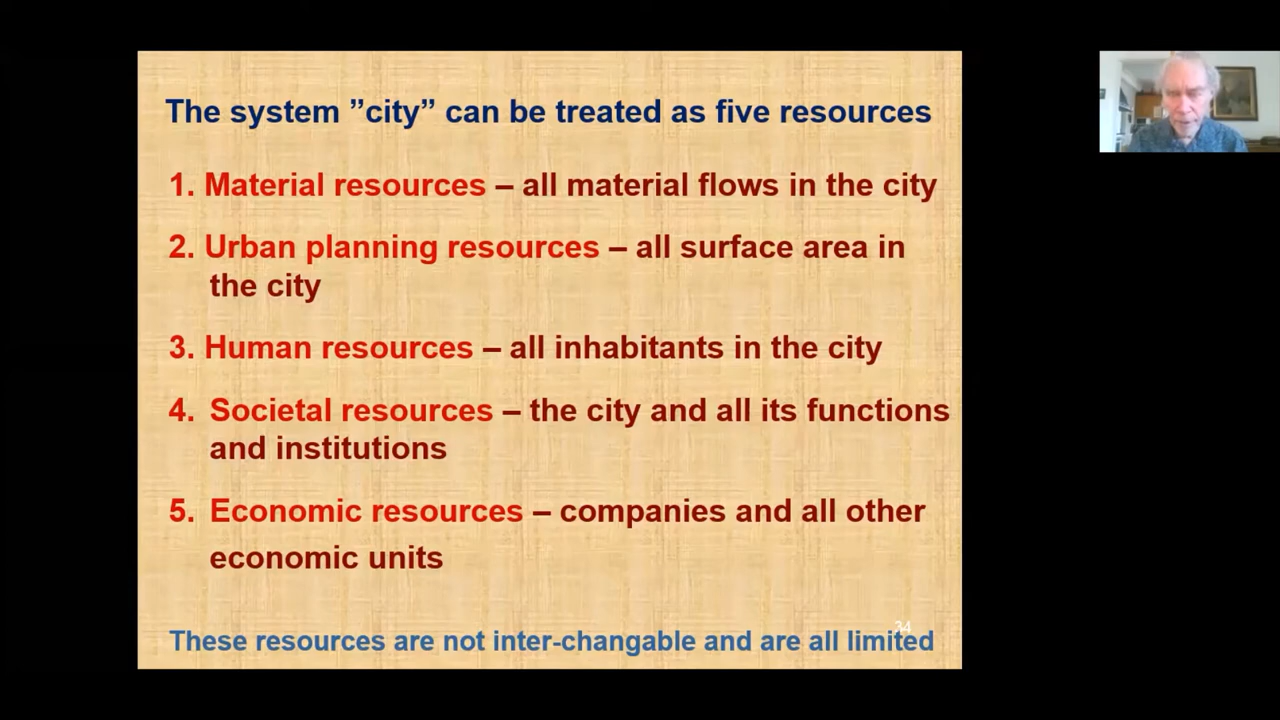 The system ”city” can be treated as five resources
1. Material resources – all material flows in the city
2. Urban planning resources – all surface area in
the city
3. Human resources – all inhabitants in the city
4. Societal resources – the city and all its functions
and institutions
5. Economic resources – companies and all other
economic units
34
These resources are not inter-changable and are all limited